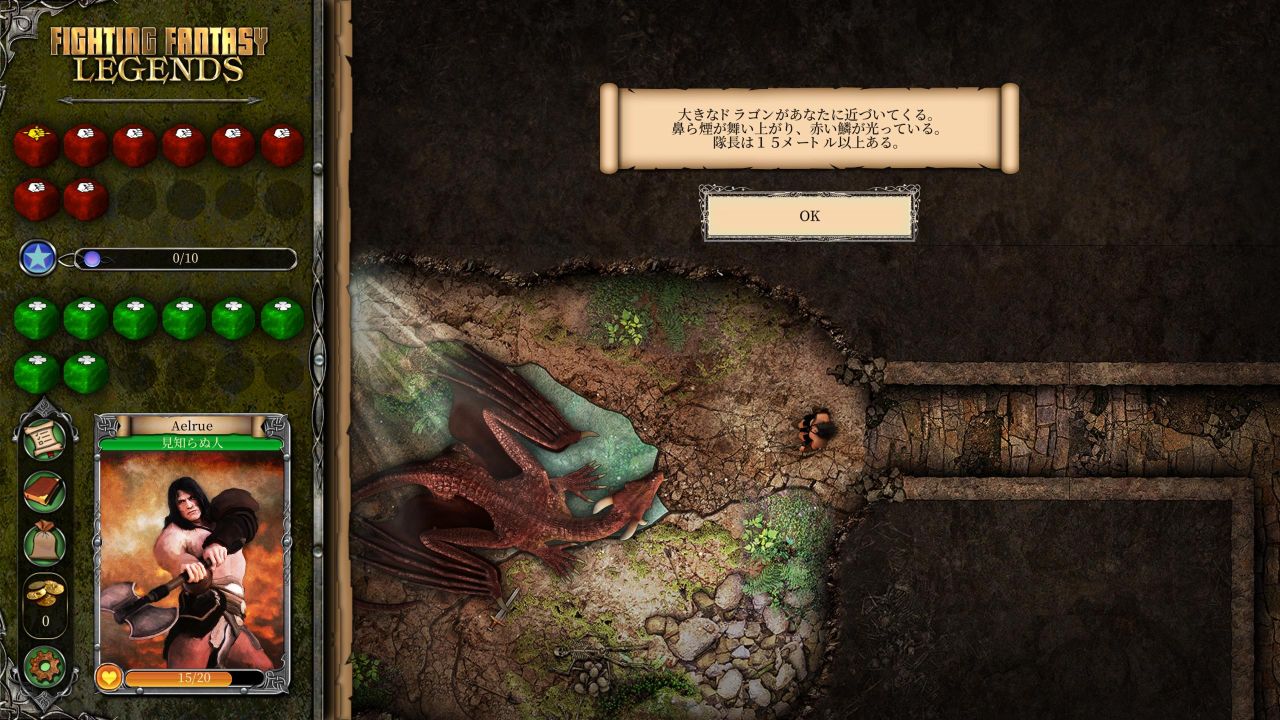 FIGHTING FANTASY
LEGENDS
大きなドラゴンがあなたに近づいてくる。
鼻ら煙が舞い上がり、赤い鱗が光っている。
隊長は１５メートル以上ある。
OK
0/10
Aelrue
見知らぬ人
0
15/20